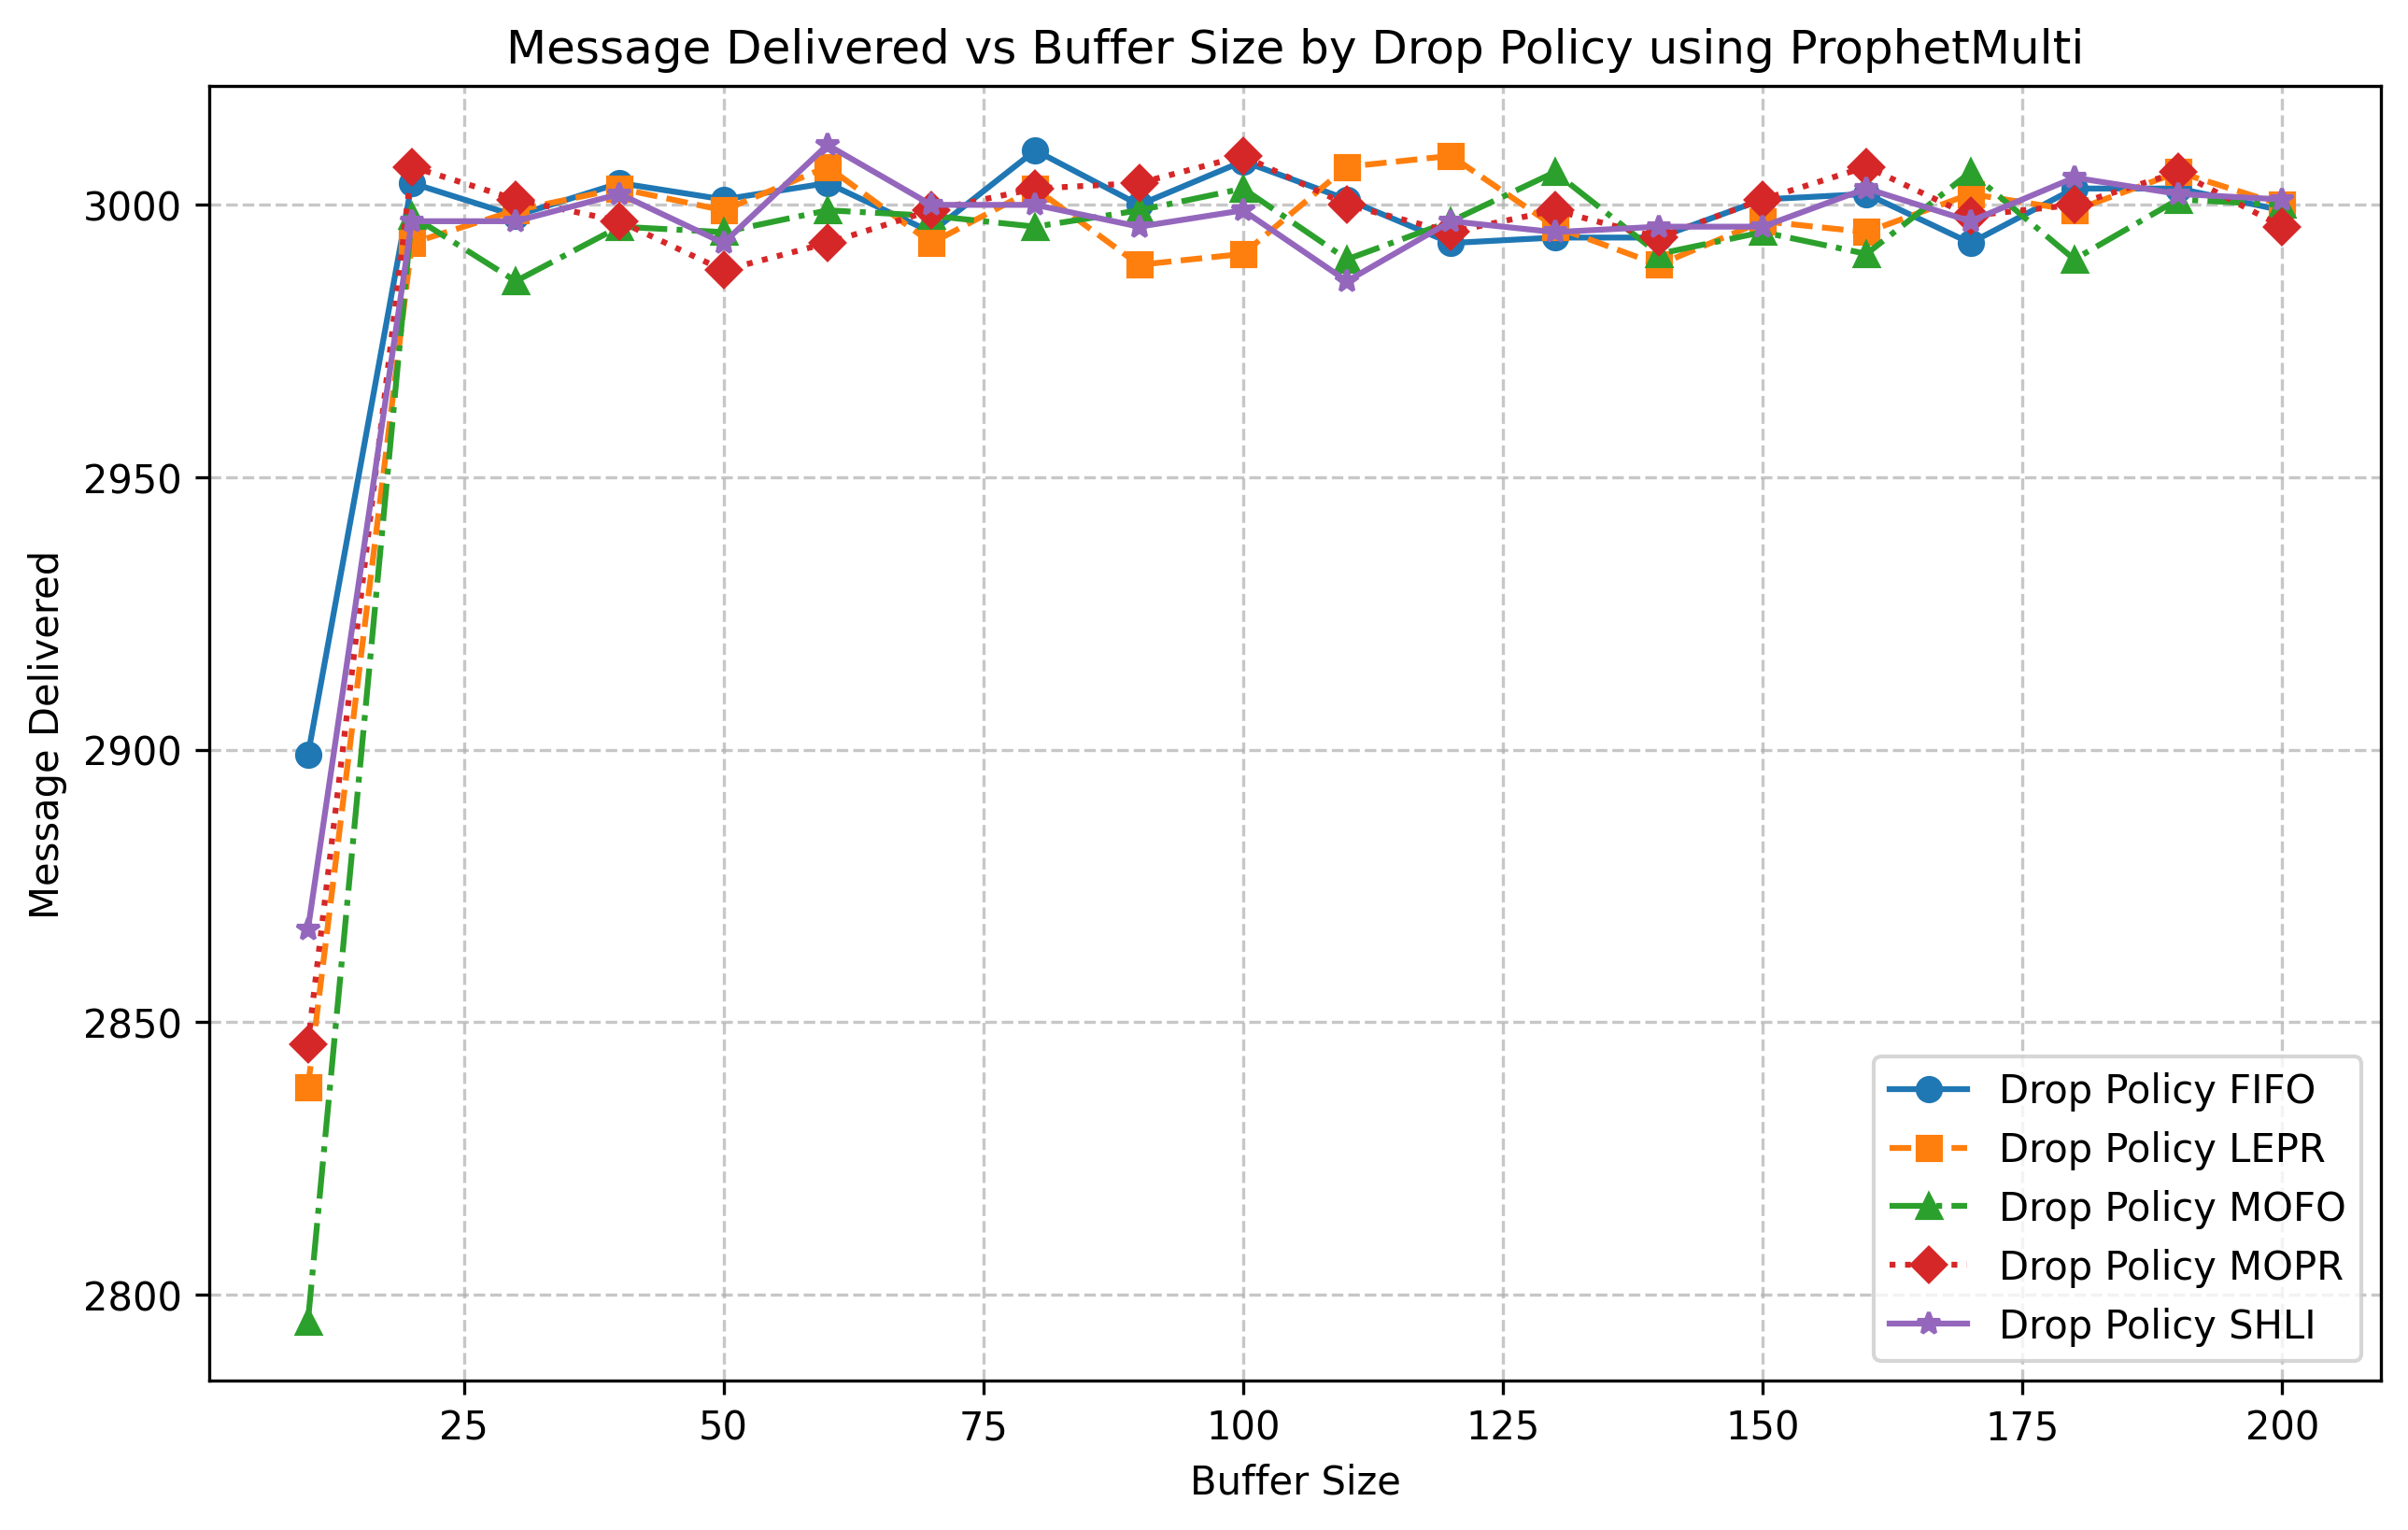 Message Delivered vs Buffer Size by Drop Policy using ProphetMulti
Message Delivered
3000
2950
2900
2850
2800
25 50 75 100 125 150 175 200
Buffer Size
Drop Policy FIFO
Drop Policy LEPR
Drop Policy MOFO
Drop Policy MOPR
Drop Policy SHLI